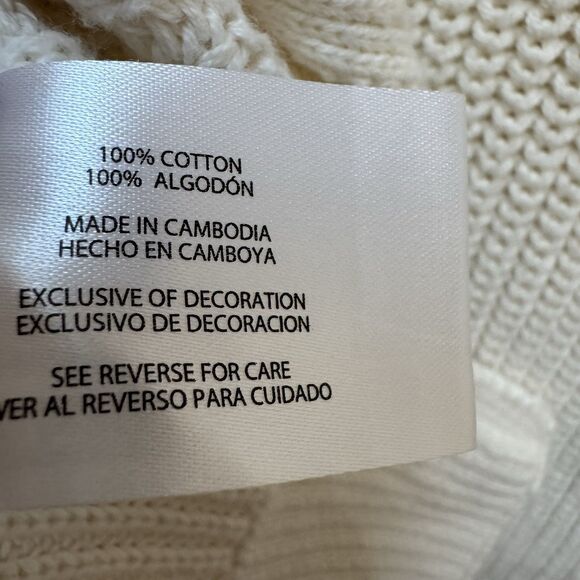 100% COTTON
100% ALGODÓN
MADE IN CAMBODIA
HECHO EN CAMBOYA
EXCLUSIVE OF DECORATION
EXCLUSIVO DE DECORACION
SEE REVERSE FOR CARE
VER AL REVERSO PARA CUIDADO